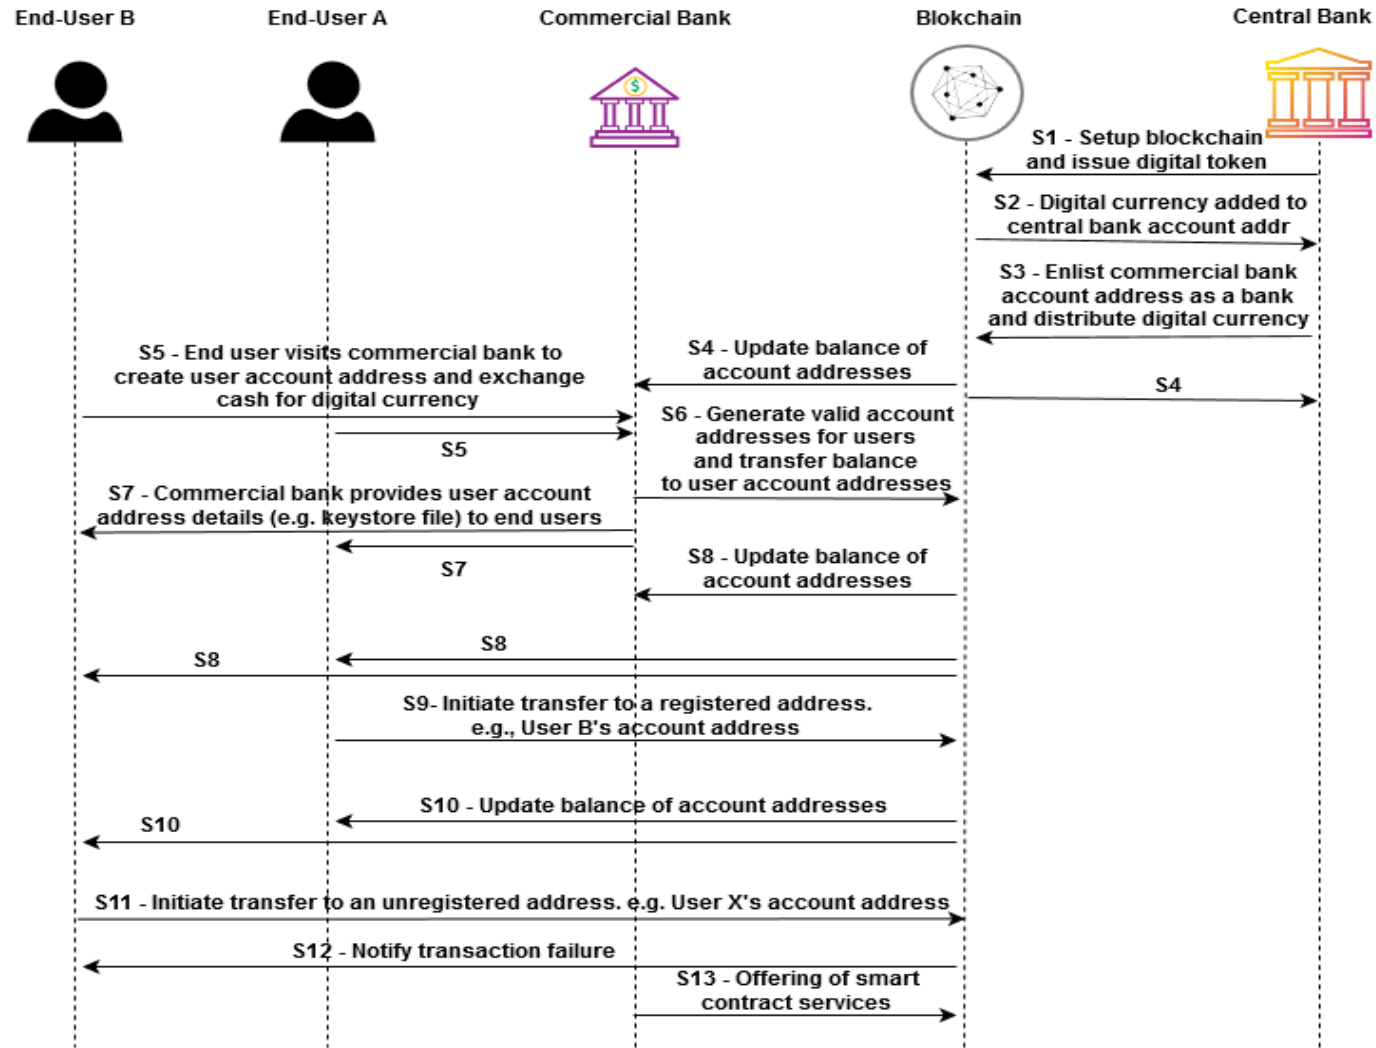 End-User B
End-User A
Commercial Bank
Blokchain
Central Bank
$
S1 - Setup blockchain
and issue digital token
S2 - Digital currency added to
central bank account addr
S3 - Enlist commercial bank
account address as a bank
and distribute digital currency
S4 - Update balance of
account addresses
S4
S5 - End user visits commercial bank to
create user account address and exchange
cash for digital currency
S5
S6 - Generate valid account
addresses for users
and transfer balance
to user account addresses
S7 - Commercial bank provides user account
address details (e.g. keystore file) to end users
S7
S8 - Update balance of
account addresses
S8
S8
S9- Initiate transfer to a registered address.
e.g., User B's account address
S10 - Update balance of account addresses
S10
S11 - Initiate transfer to an unregistered address. e.g. User X's account address
S12 - Notify transaction failure
S13 - Offering of smart
contract services